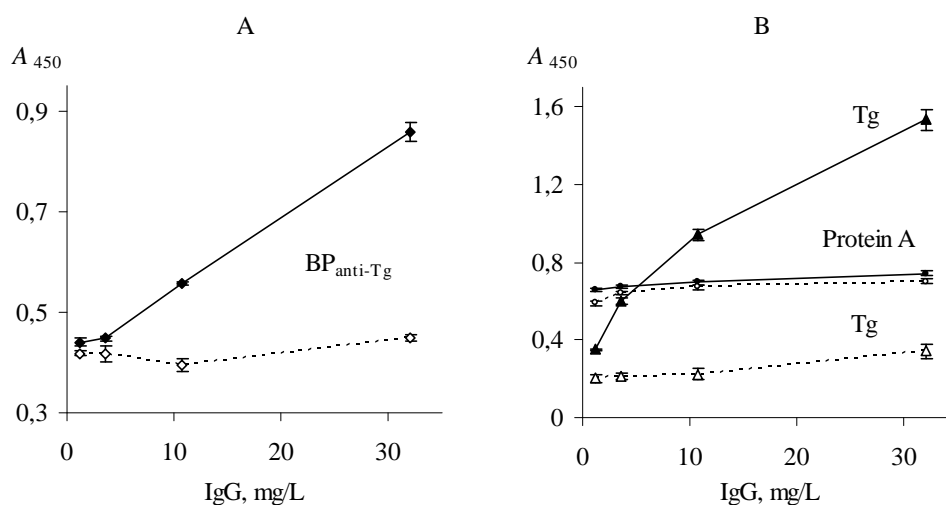 A
A 450
0,9
0,7
0,5
0,3
BPanti-Tg
0
10
20
30
IgG, mg/L
B
A 450
1,6
1,2
0,8
0,4
0
Tg
Protein A
Tg
0
10
20
30
IgG, mg/L